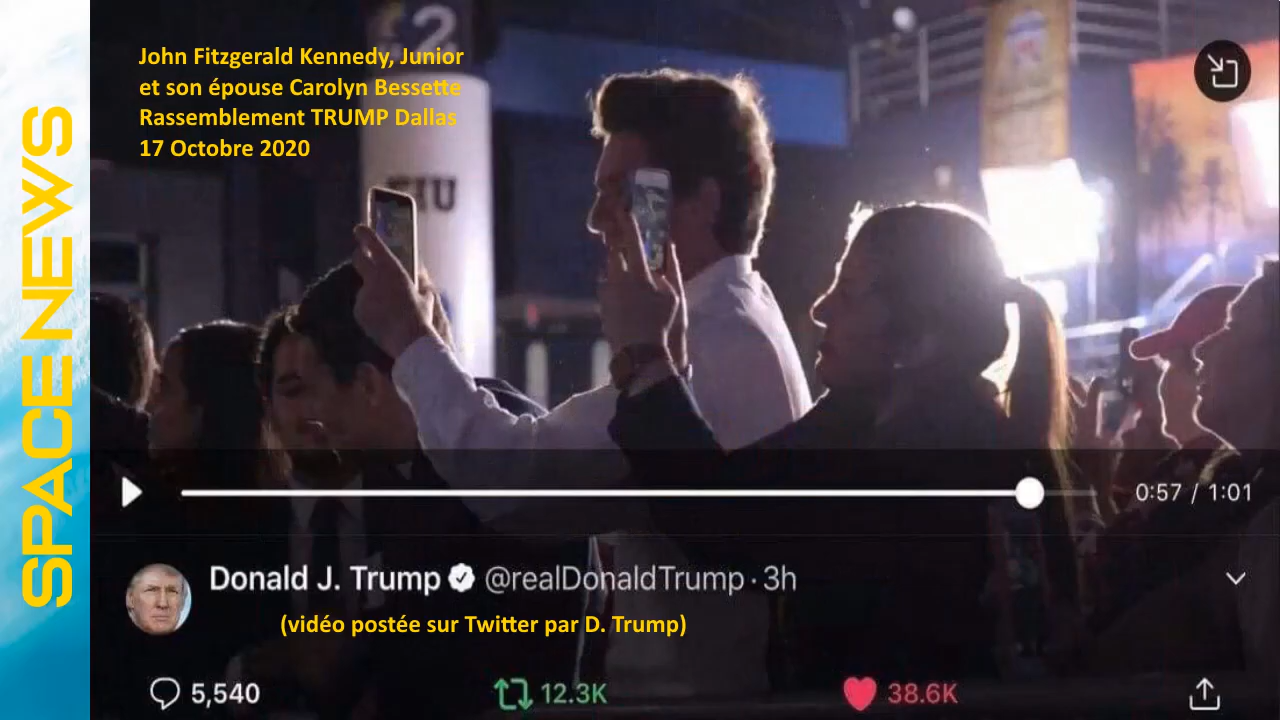 SPACE NEWS
2
John Fitzgerald Kennedy, Junior
et son épouse Carolyn Bessette
Rassemblement TRUMP Dallas
17 Octobre 2020
0:57 / 1:01
Donald J. Trump @realDonaldTrump · 3h
(vidéo postée sur Twitter par D. Trump)
5,540 12.3K 38.6K